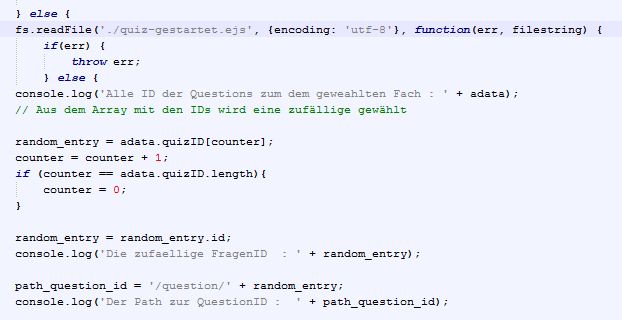 } else {
fs.readFile('./quiz-gestartet.ejs', {encoding: 'utf-8'}, function(err, filestring) {
if(err) {
throw err;
} else {
console.log('Alle ID der Questions zum dem geweahlten Fach : ' + adata);
// Aus dem Array mit den IDs wird eine zufällige gewählt
random_entry = adata.quizID[counter];
counter = counter + 1;
if (counter == adata.quizID.length){
counter = 0;
}
random_entry = random_entry.id;
console.log('Die zufaellige FragenID  : ' + random_entry);
path_question_id = '/question/' + random_entry;
console.log('Der Path zur QuestionID :  ' + path_question_id);